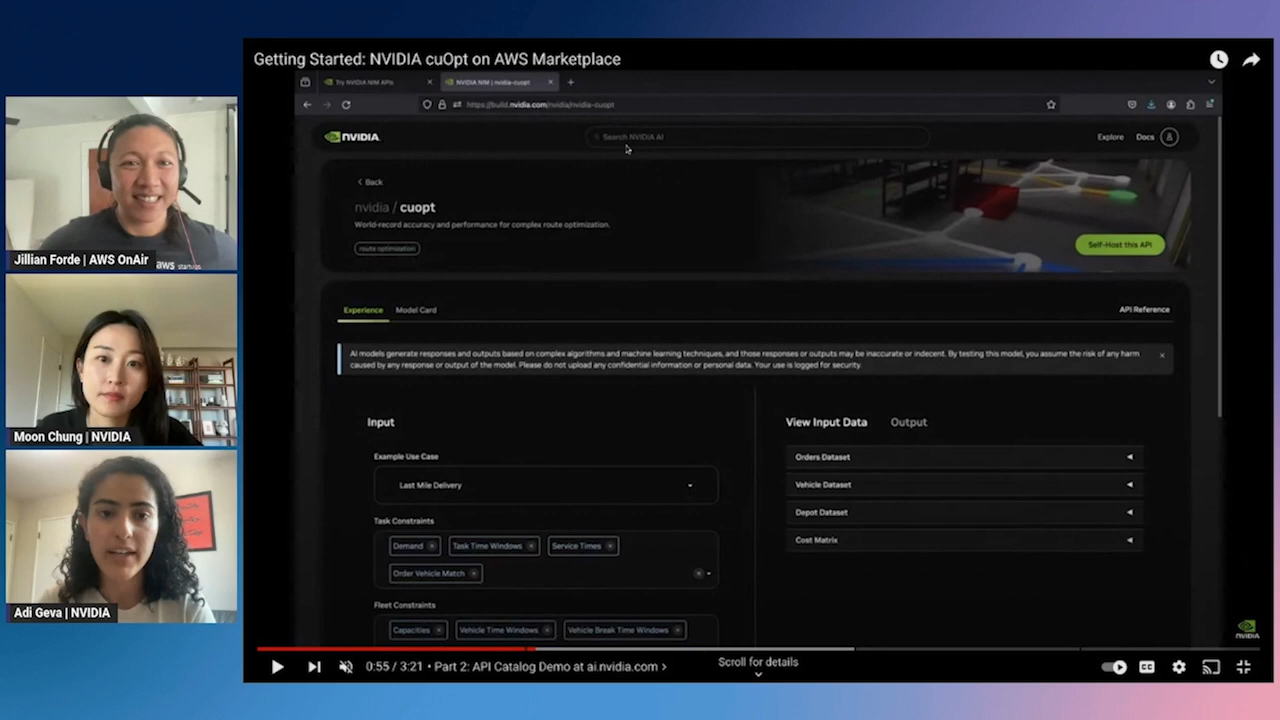 Getting Started: NVIDIA cuOpt on AWS Marketplace
Try NVIDIA NIM APIs
NVIDIA NIM | nvidia-cuopt
https://build.nvidia.com/nvidia/nvidia-cuopt
NVIDIA.
Search NVIDIA AI
Explore
Docs
Back
nvidia / cuopt
World-record accuracy and performance for complex route optimization.
route optimization
Self-Host this API
Experience
Model Card
API Reference
AI models generate responses and outputs based on complex algorithms and machine learning techniques, and those responses or outputs may be inaccurate or indecent. By testing this model, you assume the risk of any harm
caused by any response or output of the model. Please do not upload any confidential information or personal data. Your use is logged for security.
Input
Example Use Case
Last Mile Delivery
Task Constraints
Demand
Task Time Windows
Service Times
Order Vehicle Match
Fleet Constraints
Capacities
Vehicle Time Windows
Vehicle Break Time Windows
View Input Data
Output
Orders Dataset
Vehicle Dataset
Depot Dataset
Cost Matrix
NVIDIA
0:55 / 3:21 • Part 2: API Catalog Demo at ai.nvidia.com
Scroll for details
CC
Jillian Forde | AWS OnAir
aws startups
Moon Chung | NVIDIA
Adi Geva | NVIDIA